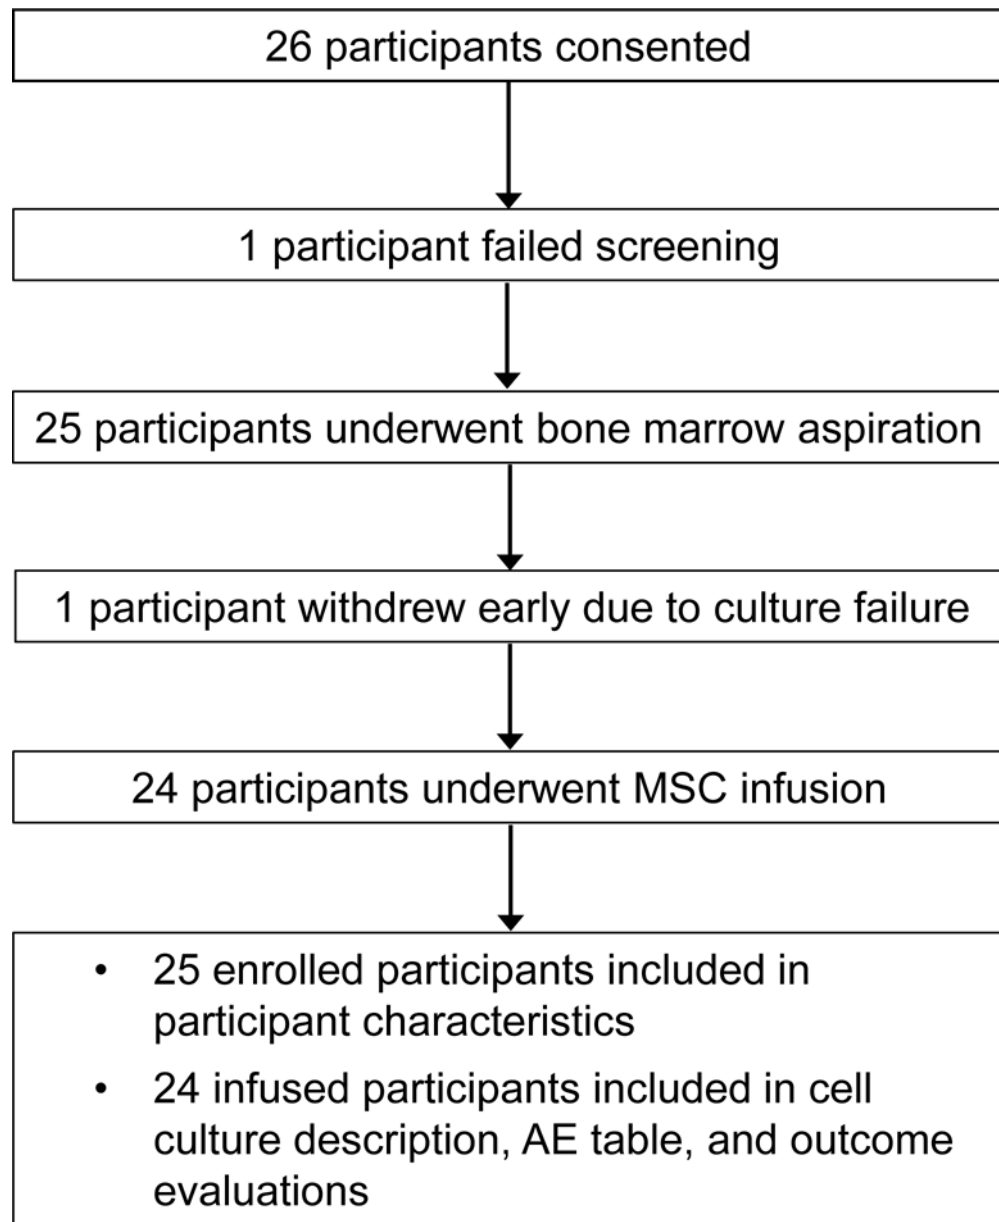 26 participants consented
1 participant failed screening
25 participants underwent bone marrow aspiration
1 participant withdrew early due to culture failure
24 participants underwent MSC infusion
• 25 enrolled participants included in
participant characteristics
• 24 infused participants included in cell
culture description, AE table, and outcome
evaluations